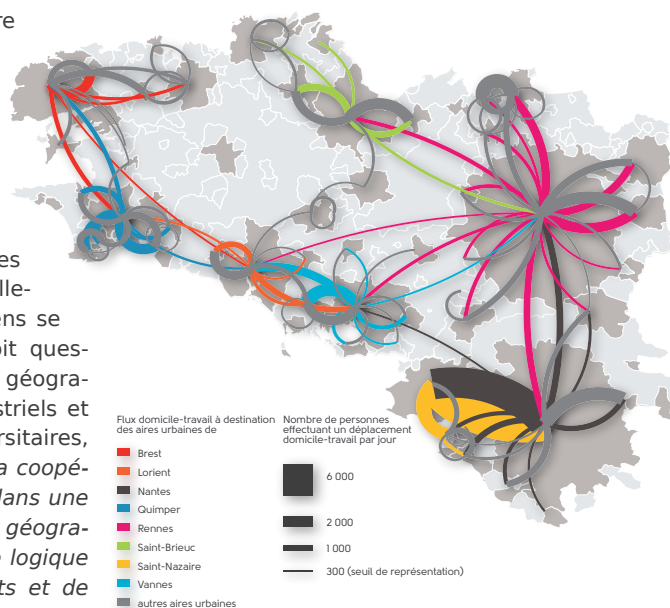 re
es
lle-
ens se
oit ques-
géogra-
striels et
rsitaires,
a coopé-
dans une
géogra-
logique
ts et de
Flux domicile-travail à destination
des aires urbaines de
Brest
Lorient
Nantes
Quimper
Rennes
Saint-Brieuc
Saint-Nazaire
Vannes
autres aires urbaines
Nombre de personnes
effectuant un déplacement
domicile-travail par jour
6 000
2 000
1 000
300 (seuil de représentation)